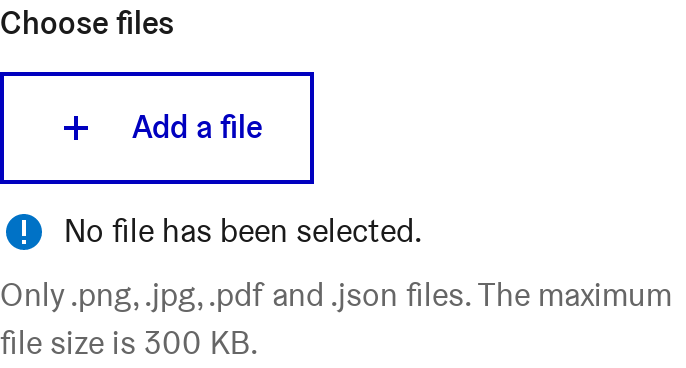 Choose files
Add a file
No file has been selected.
Only .png, .jpg, .pdf and .json files. The maximum
file size is 300 KB.